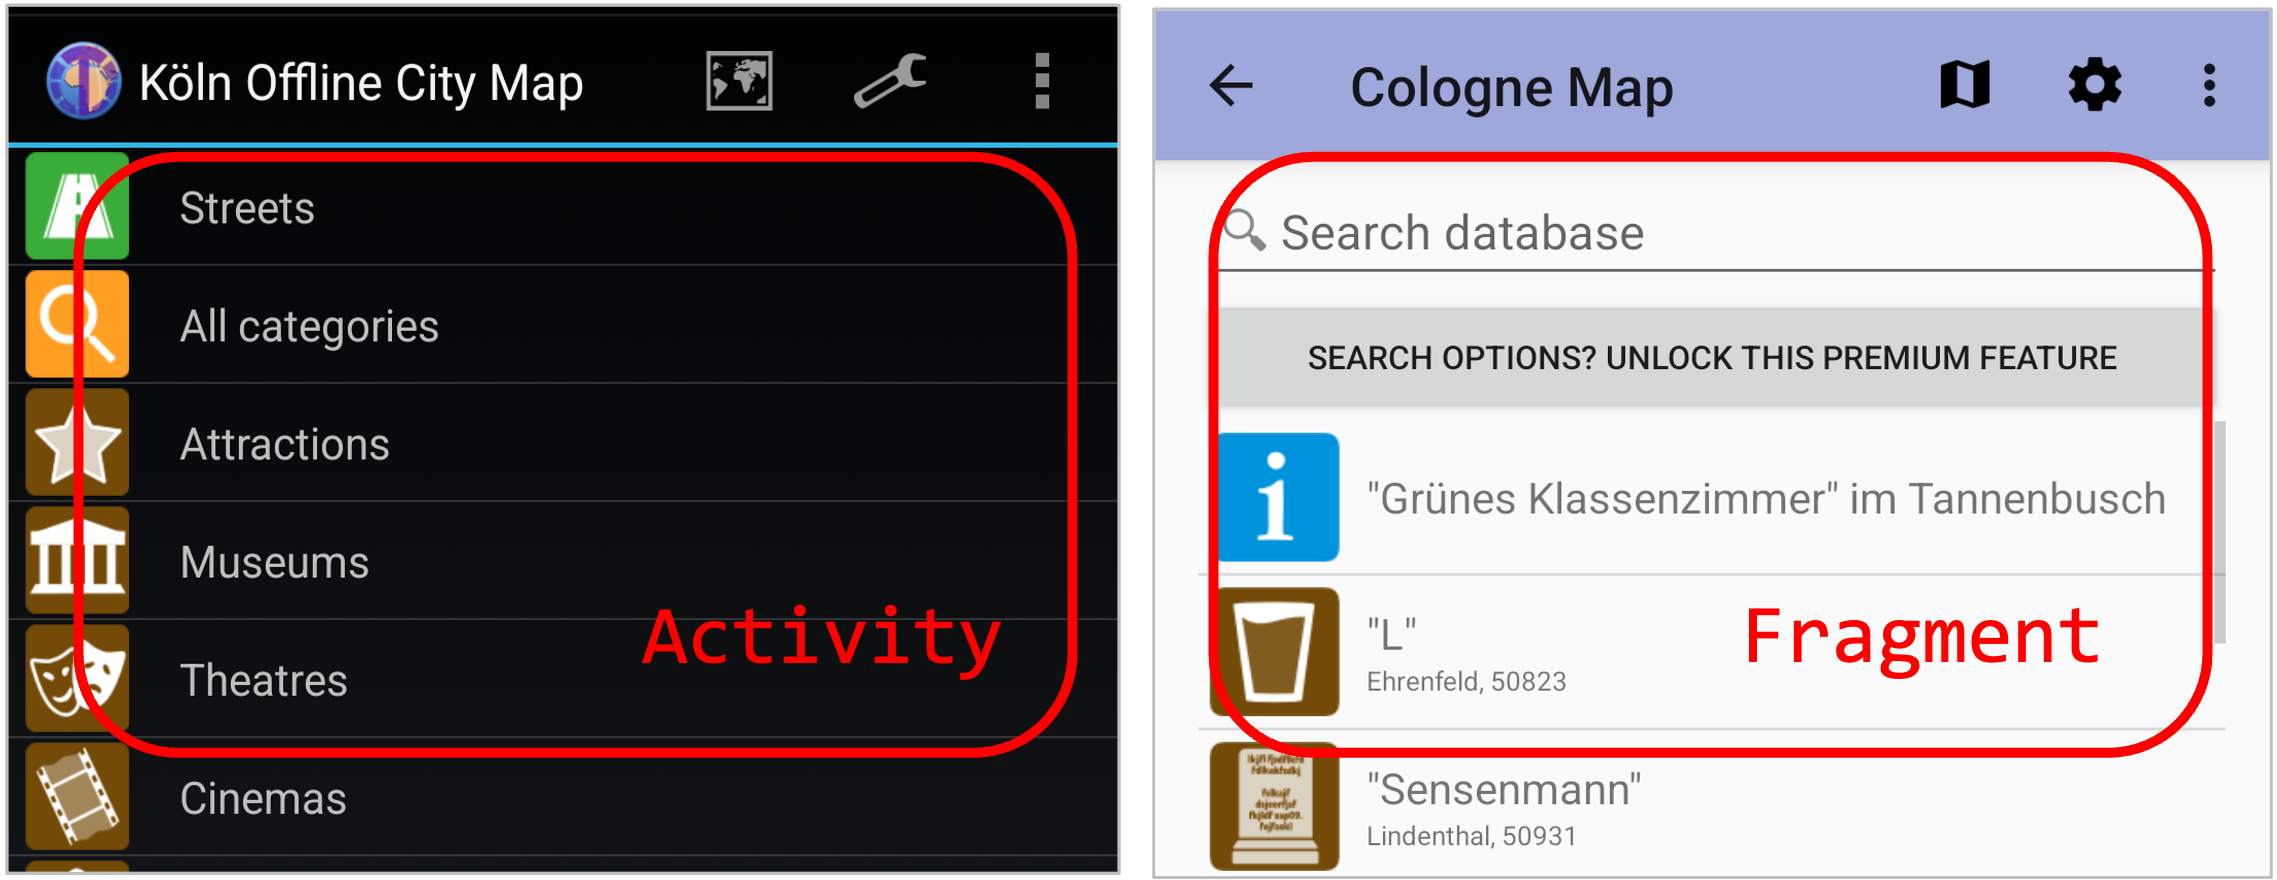 Köln Offline City Map
Streets
All categories
Attractions
Museums
Theatres
Cinemas
Activity
Cologne Map
Search database
SEARCH OPTIONS? UNLOCK THIS PREMIUM FEATURE
"Grünes Klassenzimmer" im Tannenbusch
"L"
Ehrenfeld, 50823
"Sensenmann"
Lindenthal, 50931
Fragment